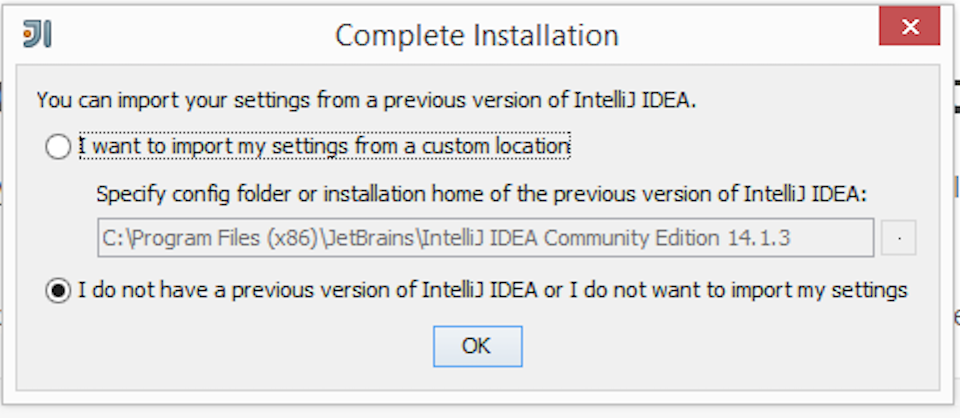 Complete Installation
You can import your settings from a previous version of IntelliJ IDEA.
I want to import my settings from a custom location
Specify config folder or installation home of the previous version of IntelliJ IDEA:
C:\Program Files (x86)\JetBrains\IntelliJ IDEA Community Edition 14.1.3
.
I do not have a previous version of IntelliJ IDEA or I do not want to import my settings
OK